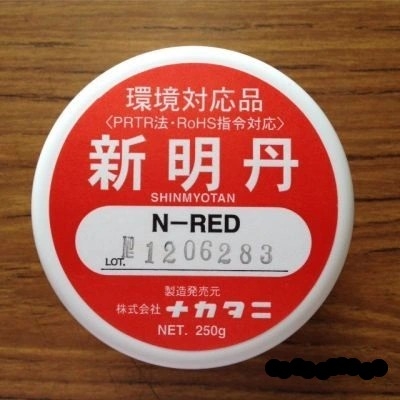 環境対応品
〈PRTR法・RoHS指令対応〉
新明丹
SHINMYOTAN
N-RED
LOT. 1206283
製造発売元
株式会社 ナカタニ
NET. 250g